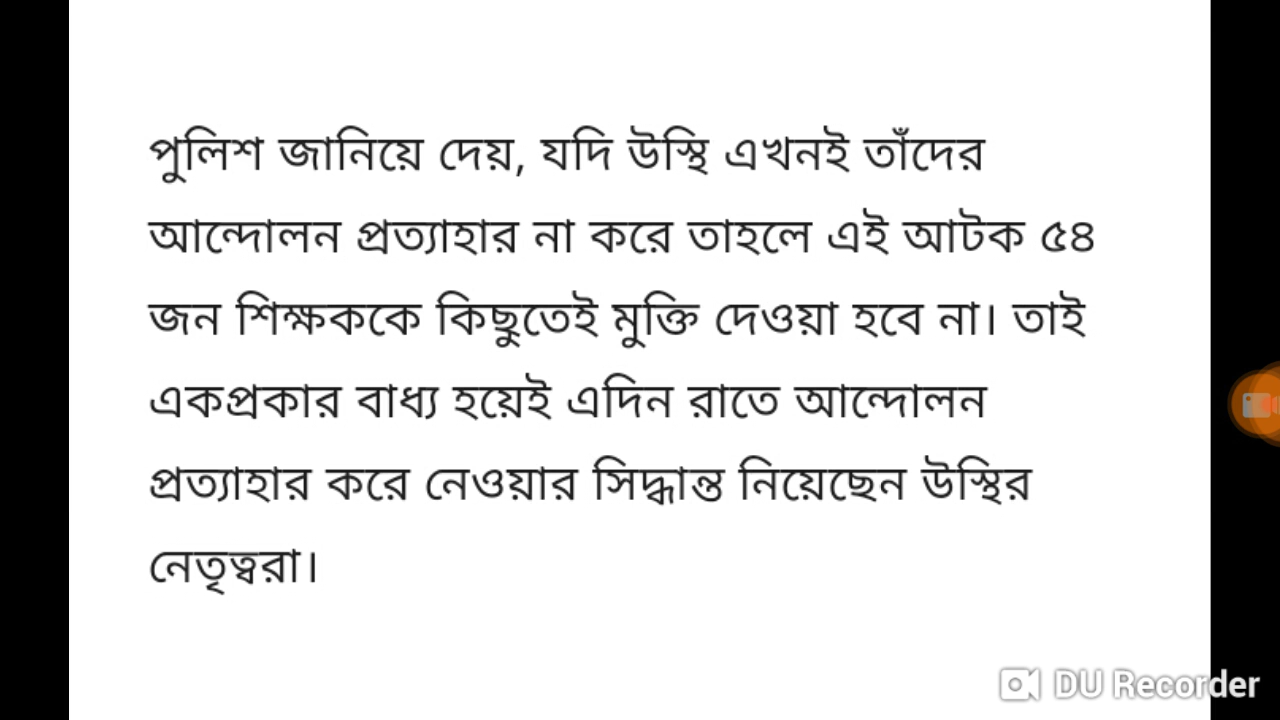 পুলিশ জানিয়ে দেয়, যদি উস্থি এখনই তাঁদের
আন্দোলন প্রত্যাহার না করে তাহলে এই আটক ৫৪
জন শিক্ষককে কিছুতেই মুক্তি দেওয়া হবে না। তাই
একপ্রকার বাধ্য হয়েই এদিন রাতে আন্দোলন
প্রত্যাহার করে নেওয়ার সিদ্ধান্ত নিয়েছেন উস্থির
নেতৃত্বরা।
DU Recorder